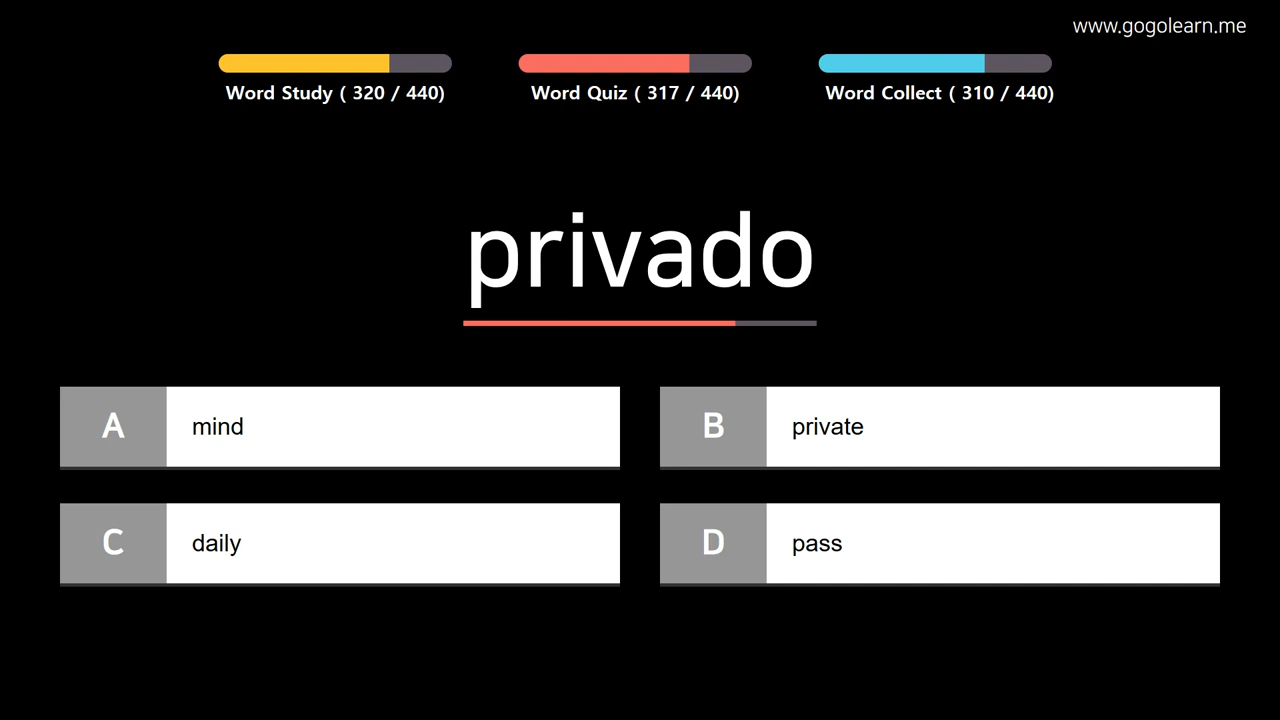 www.gogolearn.me
Word Study ( 320 / 440)
Word Quiz ( 317 / 440)
Word Collect ( 310 / 440)
privado
A mind
B private
C daily
D pass